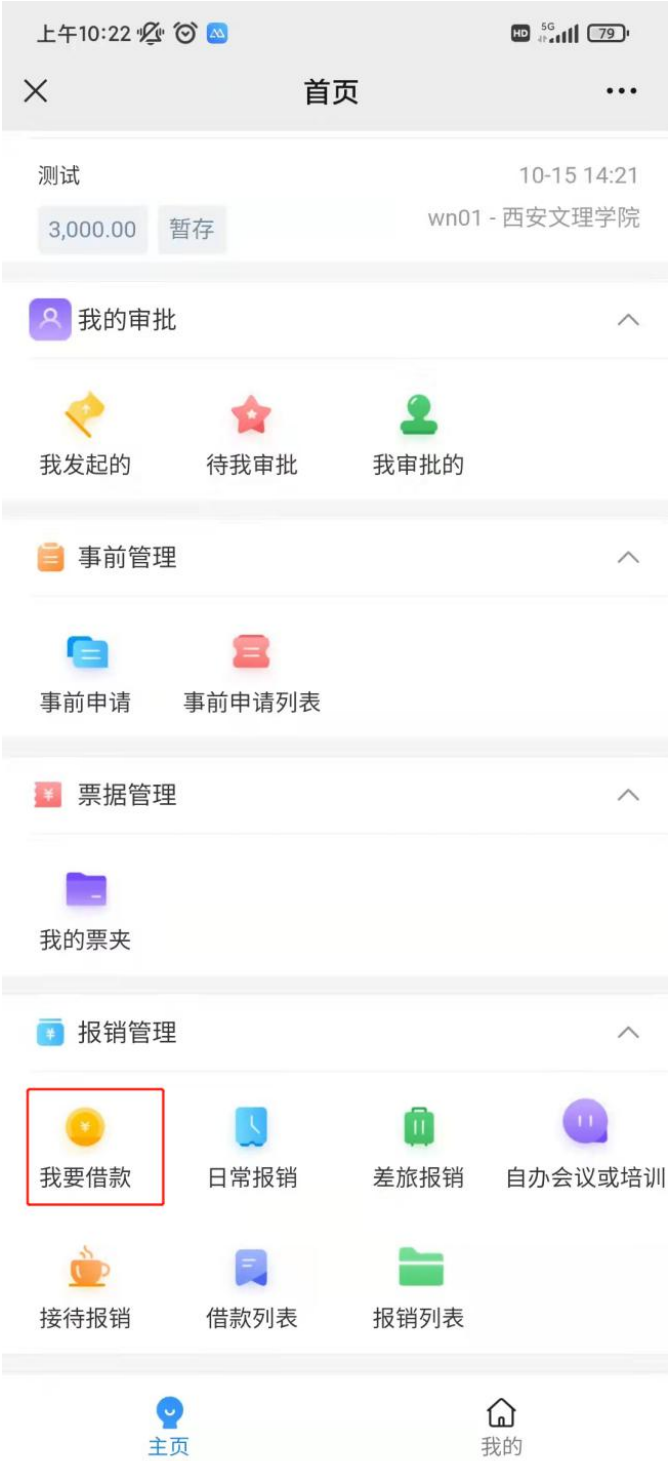 上午10:22 HD 5G 79
首页
测试 10-15 14:21
3,000.00 暂存 wn01 - 西安文理学院
我的审批
我发起的 待我审批 我审批的
事前管理
事前申请 事前申请列表
¥ 票据管理
我的票夹
¥ 报销管理
¥
我要借款 日常报销 差旅报销 自办会议或培训
接待报销 借款列表 报销列表
主页 我的